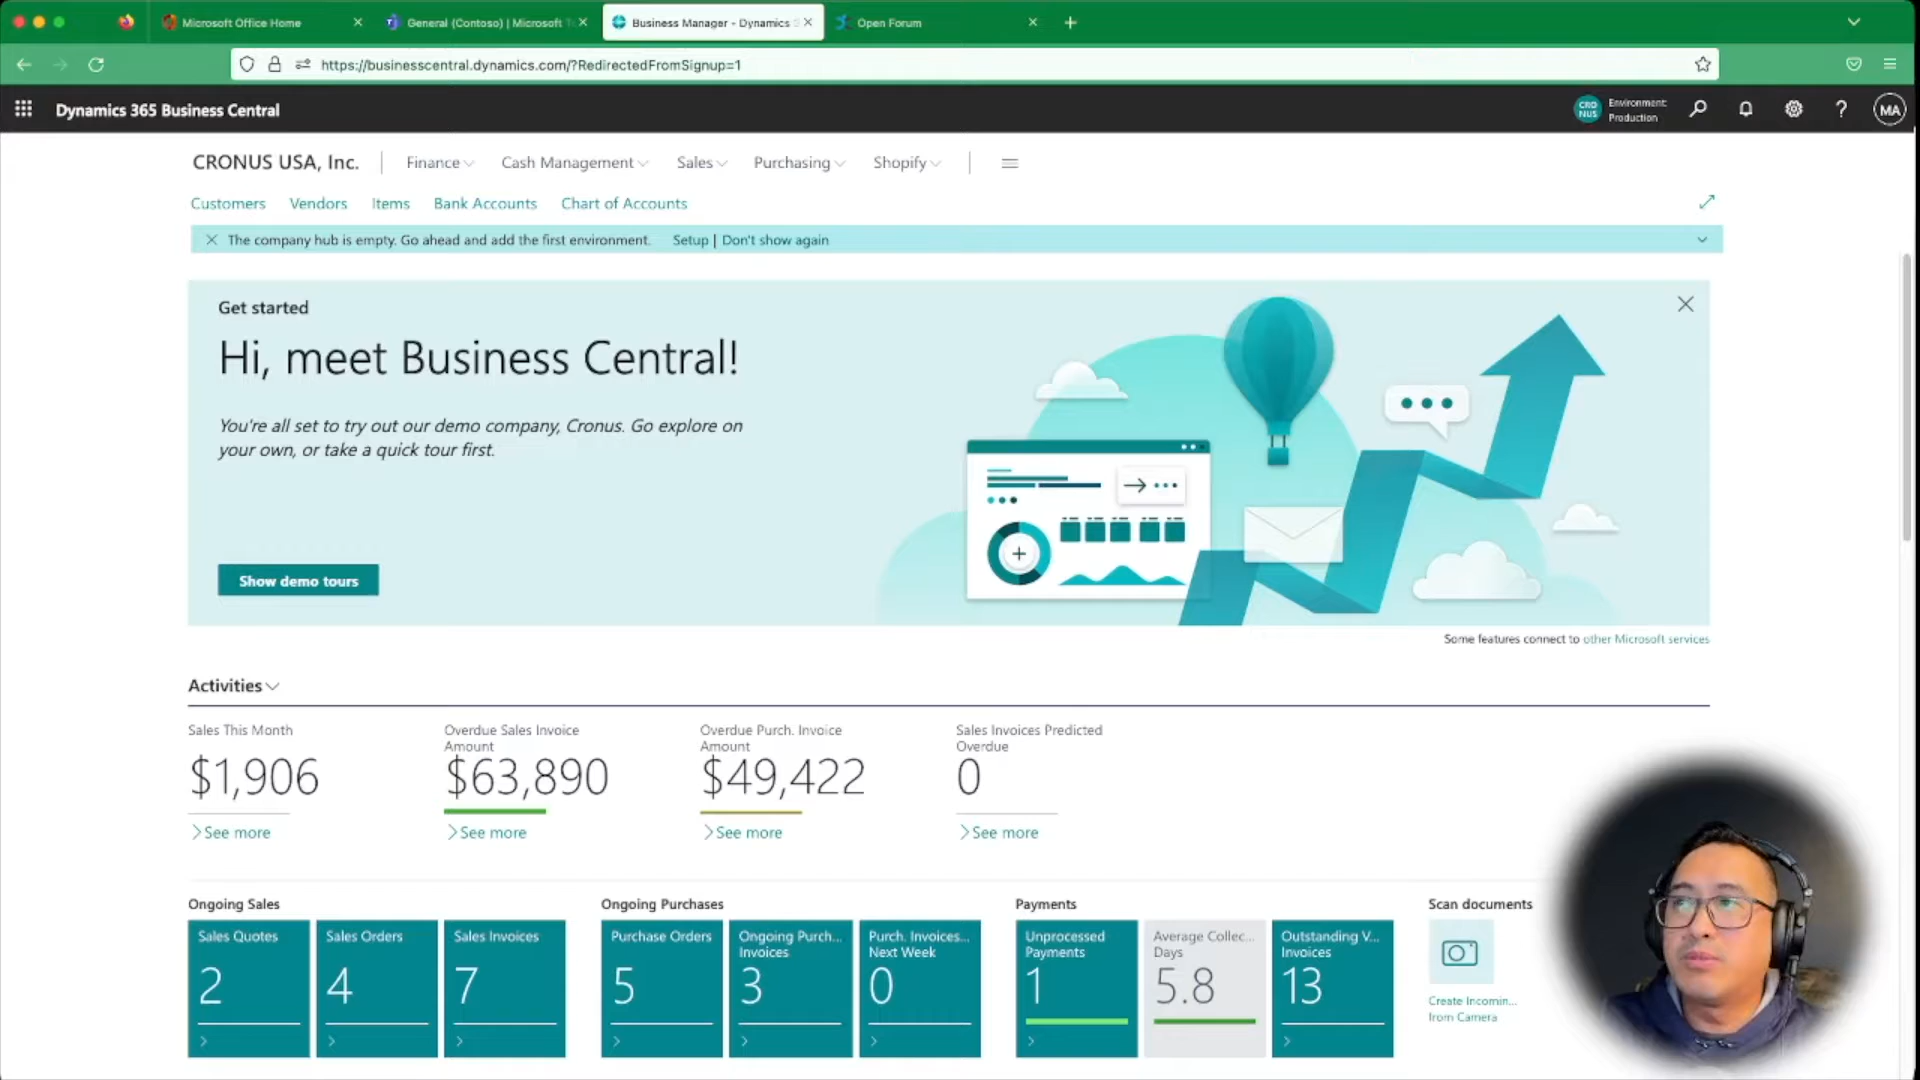 Microsoft Office Home
General (Contoso) | Microsoft
Business Manager - Dynamics
Open Forum
https://businesscentral.dynamics.com/?RedirectedFromSignup=1
Dynamics 365 Business Central
CRO
NUS
Environment:
Production
MA
CRONUS USA, Inc.
Finance
Cash Management
Sales
Purchasing
Shopify
Customers
Vendors
Items
Bank Accounts
Chart of Accounts
The company hub is empty. Go ahead and add the first environment. Setup | Don't show again
Get started
Hi, meet Business Central!
You're all set to try out our demo company, Cronus. Go explore on
your own, or take a quick tour first.
Show demo tours
Some features connect to other Microsoft services
Activities
Sales This Month
$1,906
See more
Overdue Sales Invoice
Amount
$63,890
See more
Overdue Purch. Invoice
Amount
$49,422
See more
Sales Invoices Predicted
Overdue
0
See more
Ongoing Sales
Sales Quotes
2
Sales Orders
4
Sales Invoices
7
Ongoing Purchases
Purchase Orders
5
Ongoing Purch...
Invoices
3
Purch. Invoices...
Next Week
0
Payments
Unprocessed
Payments
1
Average Collec...
Days
5.8
Outstanding V...
Invoices
13
Scan documents
Create Incomin...
from Camera